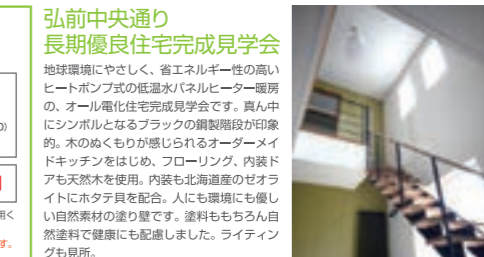 弘前中央通り
長期優良住宅完成見学会
地球環境にやさしく、省エネルギー性の高い
ヒートポンプ式の低温水パネルヒーター暖房
の、オール電化住宅完成見学会です。真ん中
にシンボルとなるブラックの鋼製階段が印象
的。木のぬくもりが感じられるオーダーメイ
ドキッチンをはじめ、フローリング、内装ド
アも天然木を使用。内装も北海道産のゼオラ
イトにホタテ貝を配合。人にも環境にも優し
い自然素材の塗り壁です。塗料ももちろん自
然塗料で健康にも配慮しました。ライティン
グも見所。
用く
す。